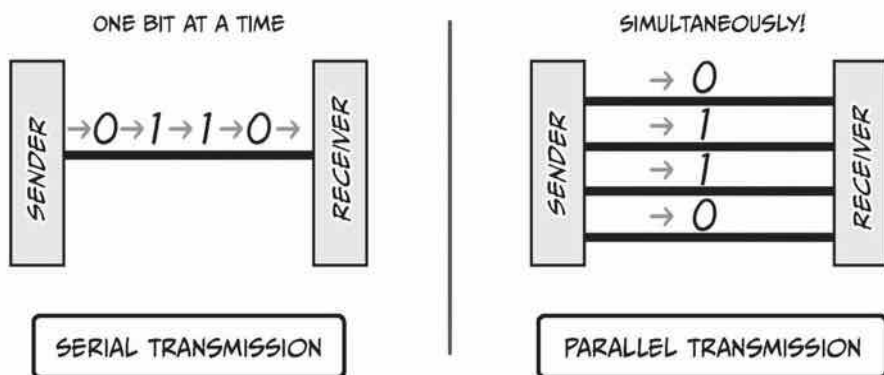 ONE BIT AT A TIME
SENDER
→0→1→1→0→
RECEIVER
SERIAL TRANSMISSION
SIMULTANEOUSLY!
SENDER
→ 0
→ 1
→ 1
→ 0
RECEIVER
PARALLEL TRANSMISSION